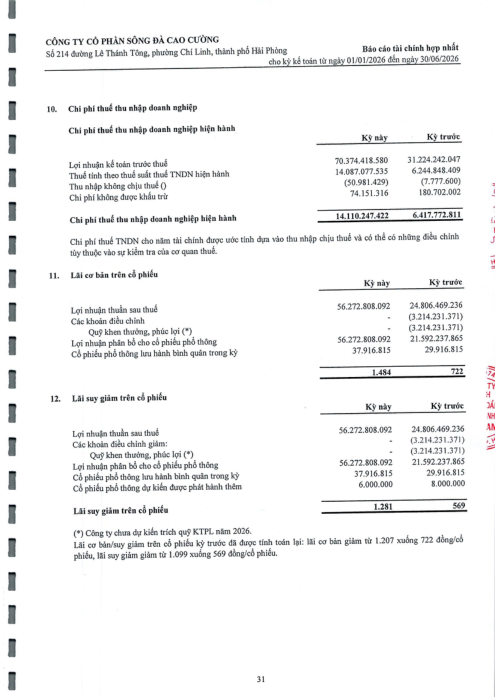 CÔNG TY CỔ PHẦN SÔNG ĐÀ CAO CƯỜNG
Số 214 đường Lê Thánh Tông, phường Chí Linh, thành phố Hải Phòng
Báo cáo tài chính hợp nhất
cho kỳ kế toán từ ngày 01/01/2026 đến ngày 30/06/2026
10. Chi phí thuế thu nhập doanh nghiệp
Chi phí thuế thu nhập doanh nghiệp hiện hành
Kỳ này Kỳ trước
Lợi nhuận kế toán trước thuế 70.374.418.580 31.224.242.047
Thuế tính theo thuế suất thuế TNDN hiện hành 14.087.077.535 6.244.848.409
Thu nhập không chịu thuế () (50.981.429) (7.777.600)
Chi phí không được khấu trừ 74.151.316 180.702.002
Chi phí thuế thu nhập doanh nghiệp hiện hành 14.110.247.422 6.417.772.811
Chi phí thuế TNDN cho năm tài chính được ước tính dựa vào thu nhập chịu thuế và có thể có những điều chỉnh
tùy thuộc vào sự kiểm tra của cơ quan thuế.
11. Lãi cơ bản trên cổ phiếu
Kỳ này Kỳ trước
Lợi nhuận thuần sau thuế 56.272.808.092 24.806.469.236
Các khoản điều chỉnh - (3.214.231.371)
Quỹ khen thưởng, phúc lợi (*) - (3.214.231.371)
Lợi nhuận phân bổ cho cổ phiếu phổ thông 56.272.808.092 21.592.237.865
Cổ phiếu phổ thông lưu hành bình quân trong kỳ 37.916.815 29.916.815
1.484 722
12. Lãi suy giảm trên cổ phiếu
Kỳ này Kỳ trước
Lợi nhuận thuần sau thuế 56.272.808.092 24.806.469.236
Các khoản điều chỉnh giảm: - (3.214.231.371)
Quỹ khen thưởng, phúc lợi (*) - (3.214.231.371)
Lợi nhuận phân bổ cho cổ phiếu phổ thông 56.272.808.092 21.592.237.865
Cổ phiếu phổ thông lưu hành bình quân trong kỳ 37.916.815 29.916.815
Cổ phiếu phổ thông dự kiến được phát hành thêm 6.000.000 8.000.000
Lãi suy giảm trên cổ phiếu 1.281 569
(*) Công ty chưa dự kiến trích quỹ KTPL năm 2026.
Lãi cơ bản/suy giảm trên cổ phiếu kỳ trước đã được tính toán lại: lãi cơ bản giảm từ 1.207 xuống 722 đồng/cổ
phiếu, lãi suy giảm giảm từ 1.099 xuống 569 đồng/cổ phiếu.
31